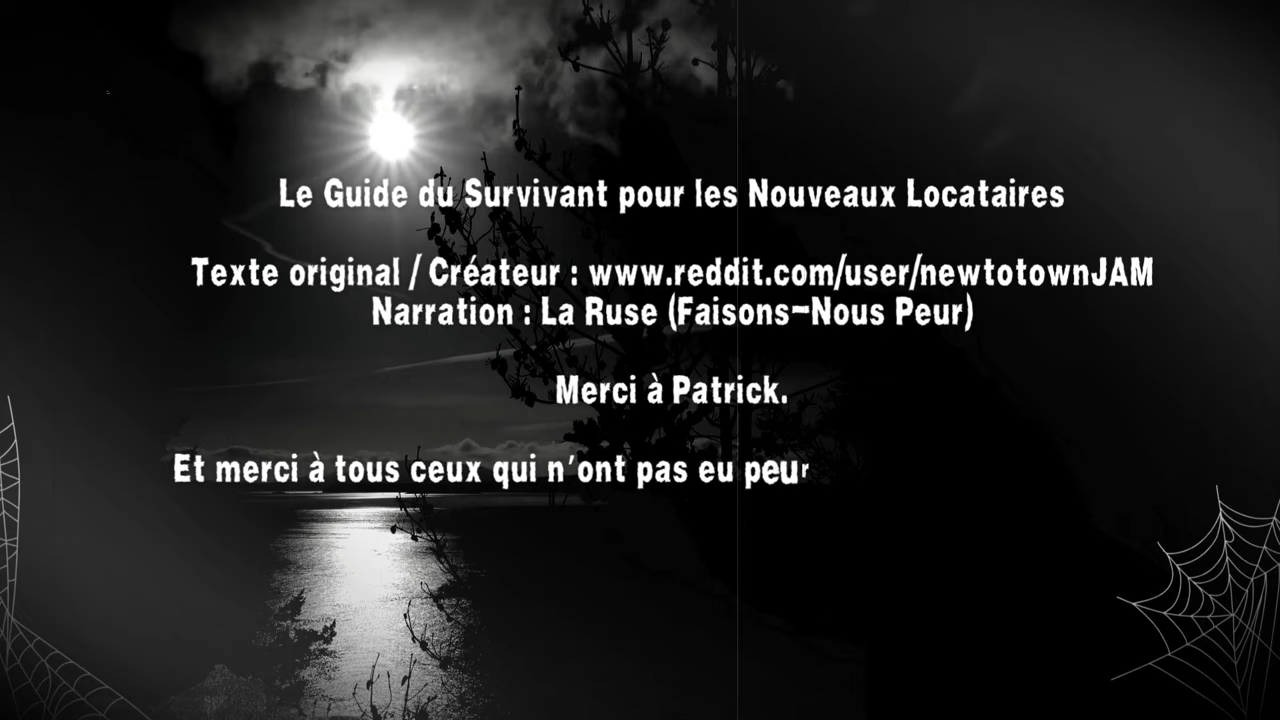 Le Guide du Survivant pour les Nouveaux Locataires
Texte original / Créateur : www.reddit.com/user/newtotownJAM
Narration : La Ruse (Faisons-Nous Peur)
Merci à Patrick.
Et merci à tous ceux qui n'ont pas eu peur